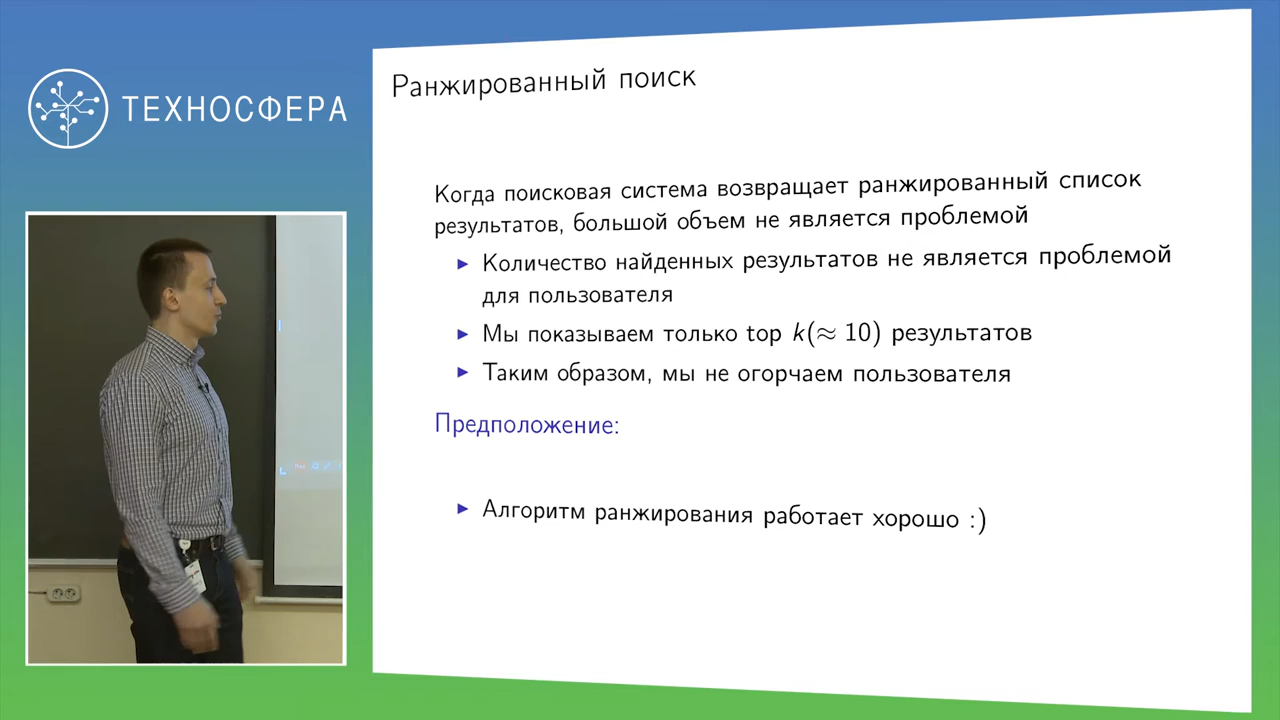 ТЕХНОСФЕРА
Ранжированный поиск
Когда поисковая система возвращает ранжированный список
результатов, большой объем не является проблемой
▶ Количество найденных результатов не является проблемой
для пользователя
▶ Мы показываем только top k(≈ 10) результатов
▶ Таким образом, мы не огорчаем пользователя
Предположение:
▶ Алгоритм ранжирования работает хорошо :)